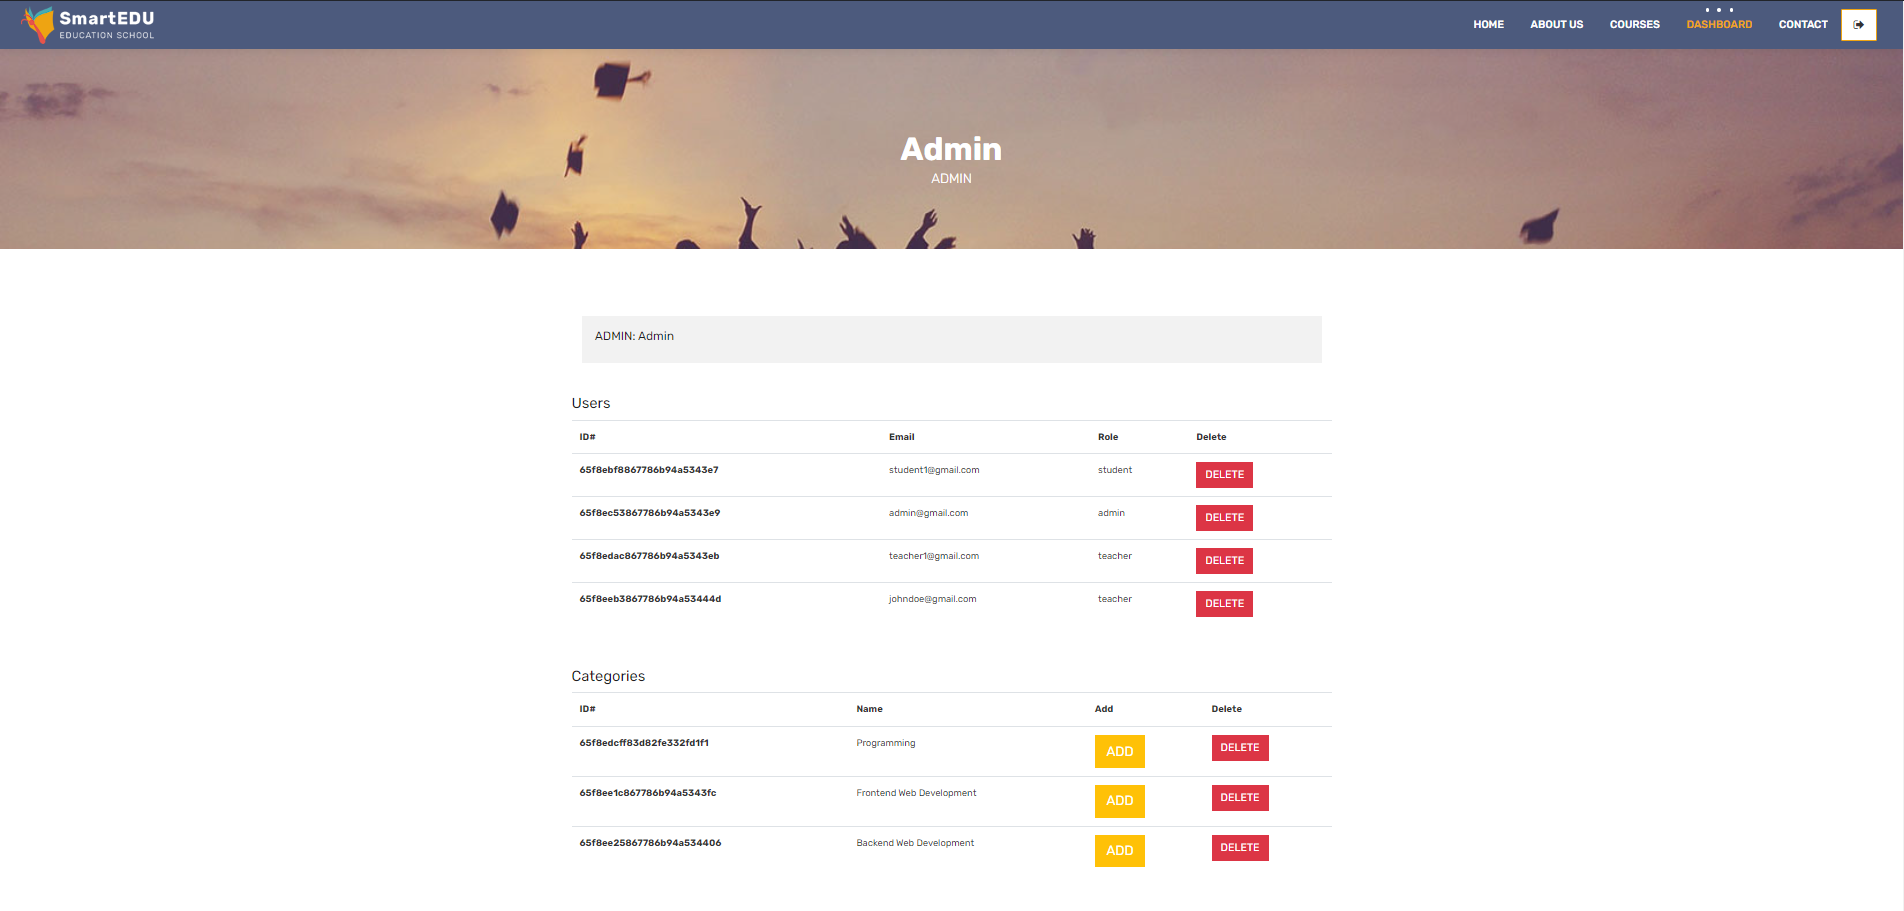 SmartEDU
EDUCATION SCHOOL
HOME ABOUT US COURSES DASHBOARD CONTACT
Admin
ADMIN
ADMIN: Admin
Users
ID# Email Role Delete
65f8ebf8867786b94a5343e7 student1@gmail.com student DELETE
65f8ec53867786b94a5343e9 admin@gmail.com admin DELETE
65f8edac867786b94a5343eb teacher1@gmail.com teacher DELETE
65f8eeb3867786b94a53444d johndoe@gmail.com teacher DELETE
Categories
ID# Name Add Delete
65f8edcff83d82fe332fd1f1 Programming ADD DELETE
65f8ee1c867786b94a5343fc Frontend Web Development ADD DELETE
65f8ee25867786b94a534406 Backend Web Development ADD DELETE